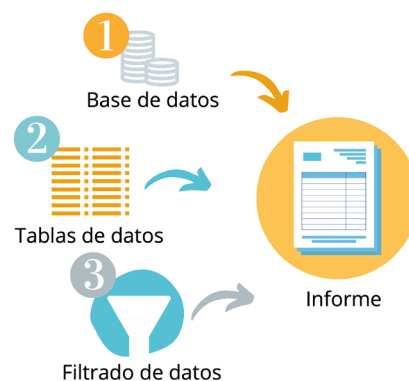 1
Base de datos
2
Tablas de datos
3
Filtrado de datos
Informe